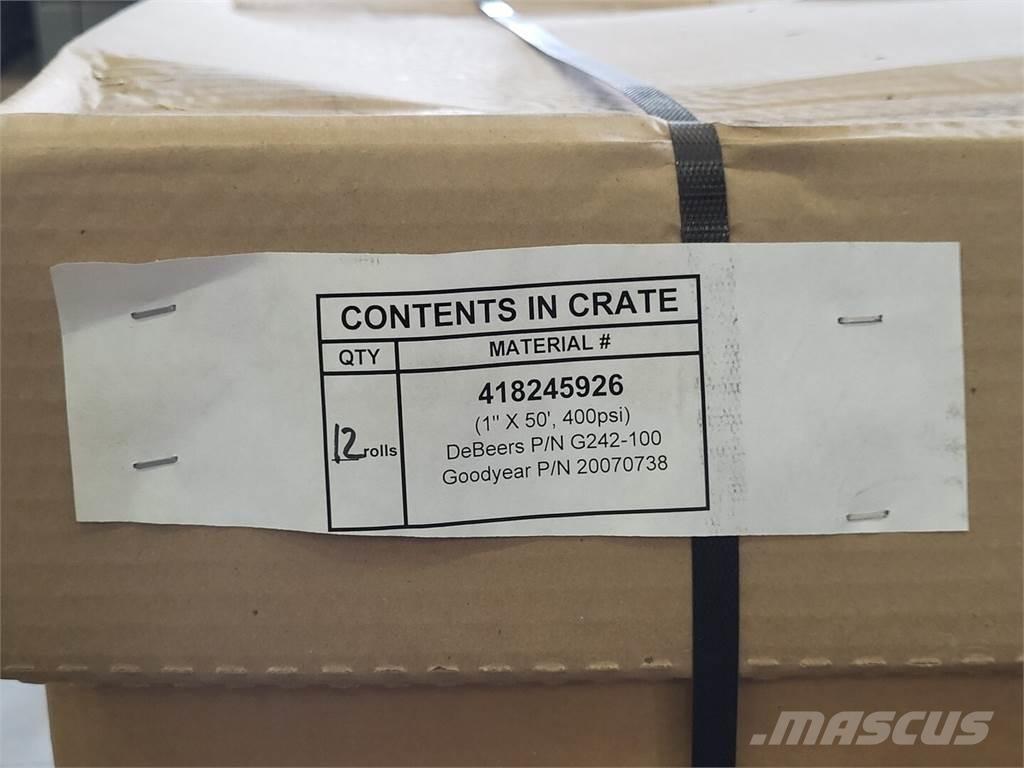 CONTENTS IN CRATE
QTY
MATERIAL #
12 rolls
418245926
(1" X 50', 400psi)
DeBeers P/N G242-100
Goodyear P/N 20070738
MASCUS